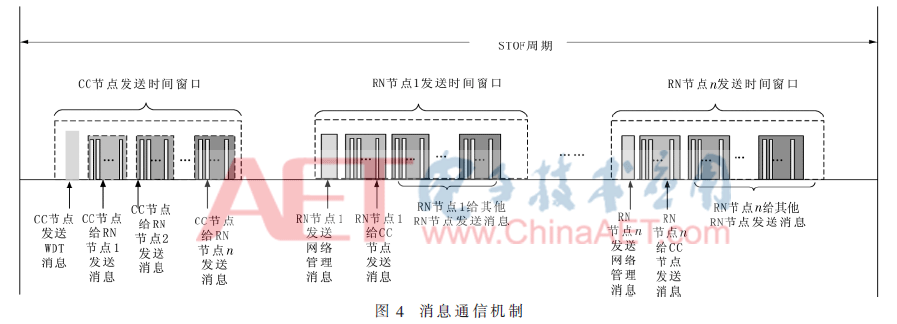 STOF周期
CC节点发送时间窗口
RN节点1发送时间窗口
RN节点n发送时间窗口
...
...
...
...
...
...
...
...
...
......
...
...
...
...
CC节点
发送
WDT
消息
CC节点
给RN
节点1
发送
消息
CC节点
给RN
节点2
发送
消息
CC节点
给RN
节点n
发送
消息
RN节点1
发送
网络
管理
消息
RN节点1
给CC
节点
发送
消息
RN节点1给其他
RN节点发送消息
RN
节点n
发送
网络
管理
消息
RN
节点n
给CC
节点
发送
消息
RN节点n给其他
RN节点发送消息
AET
电子技术应用
www.ChinaAET.com
图4 消息通信机制